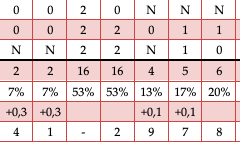 0 0 2 0 N N N
0 0 2 2 0 1 1
N N 2 2 N 1 0
2 2 16 16 4 5 6
7% 7% 53% 53% 13% 17% 20%
+0,3 +0,3 +0,1 +0,1
4 1 - 2 9 7 8